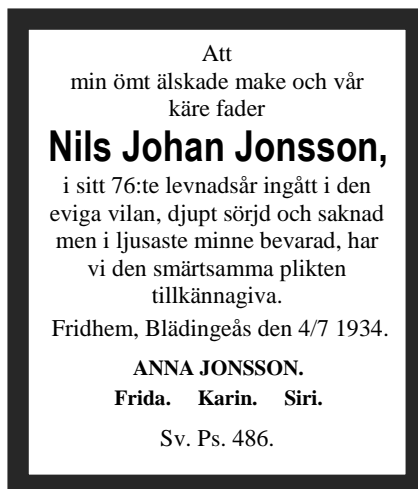 Att
min ömt älskade make och vår
käre fader
Nils Johan Jonsson,
i sitt 76:te levnadsår ingått i den
eviga vilan, djupt sörjd och saknad
men i ljusaste minne bevarad, har
vi den smärtsamma plikten
tillkännagiva.
Fridhem, Blädingeås den 4/7 1934.
ANNA JONSSON.
Frida. Karin. Siri.
Sv. Ps. 486.